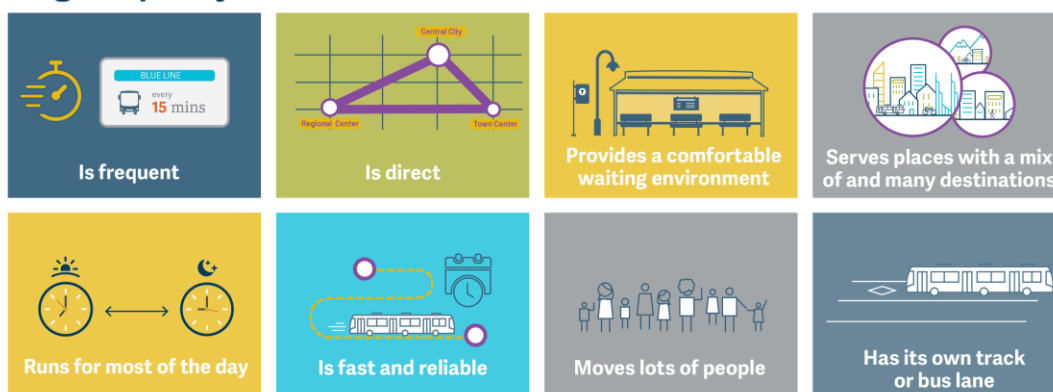 BLUE LINE
every
15 mins
Is frequent
Central City
Regional Center
Town Center
Is direct
Provides a comfortable
waiting environment
Serves places with a mix
of and many destinations
Runs for most of the day
Is fast and reliable
Moves lots of people
Has its own track
or bus lane